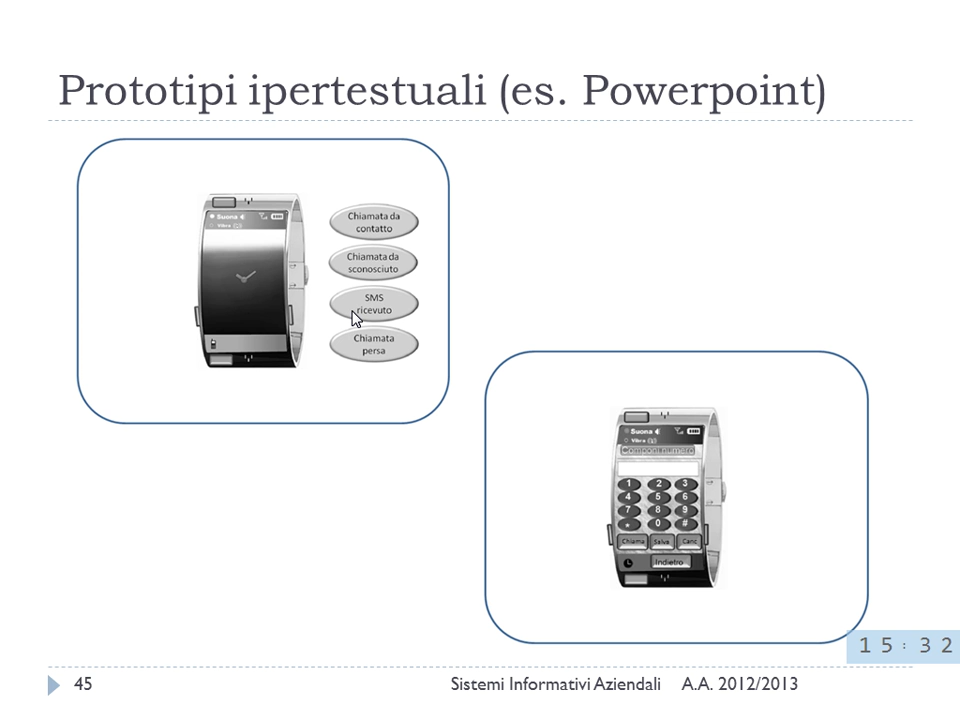 Prototipi ipertestuali (es. Powerpoint)
Suona
Vibra
Chiamata da
contatto
Chiamata da
sconosciuto
SMS
ricevuto
Chiamata
persa
Suona
Vibra
Componi numero
1 2 3
4 5 6
7 8 9
* 0 #
Chiama Salva Canc
Indietro
15:32
45 Sistemi Informativi Aziendali A.A. 2012/2013